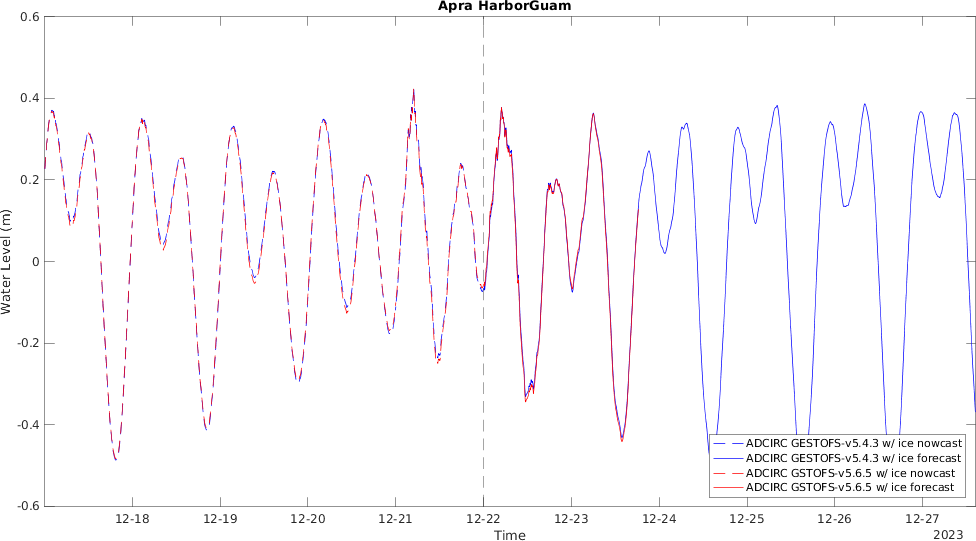 Apra HarborGuam
0.6
0.4
0.2
0
-0.2
-0.4
-0.6
Water Level (m)
12-18
12-19
12-20
12-21
12-22
12-23
12-24
12-25
12-26
12-27
Time
2023
ADCIRC GESTOFS-v5.4.3 w/ ice nowcast
ADCIRC GESTOFS-v5.4.3 w/ ice forecast
ADCIRC GSTOFS-v5.6.5 w/ ice nowcast
ADCIRC GSTOFS-v5.6.5 w/ ice forecast